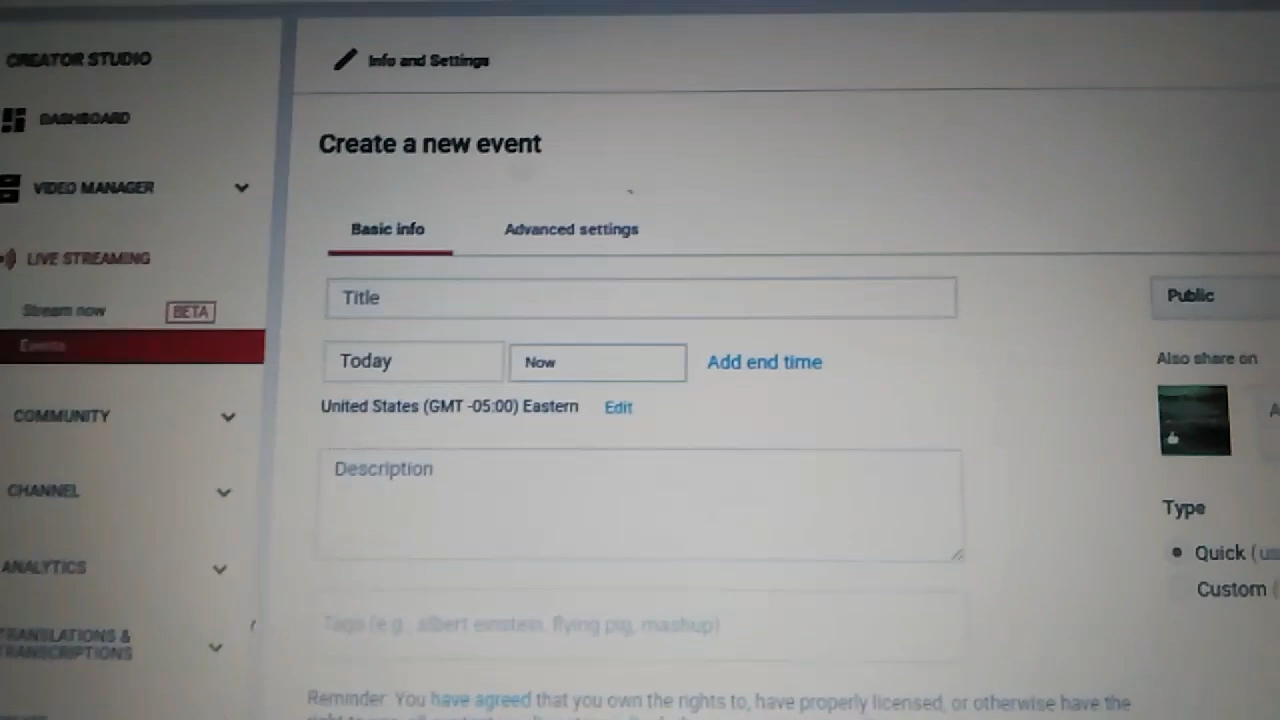 CREATOR STUDIO
DASHBOARD
VIDEO MANAGER
LIVE STREAMING
Stream now BETA
Events
COMMUNITY
CHANNEL
ANALYTICS
TRANSLATIONS &
TRANSCRIPTIONS
Info and Settings
Create a new event
Basic info Advanced settings
Title
Today Now Add end time
United States (GMT -05:00) Eastern Edit
Description
Tags (e.g., albert einstein, flying pig, mashup)
Reminder: You have agreed that you own the rights to, have properly licensed, or otherwise have the
Public
Also share on
Type
Quick (
Custom (